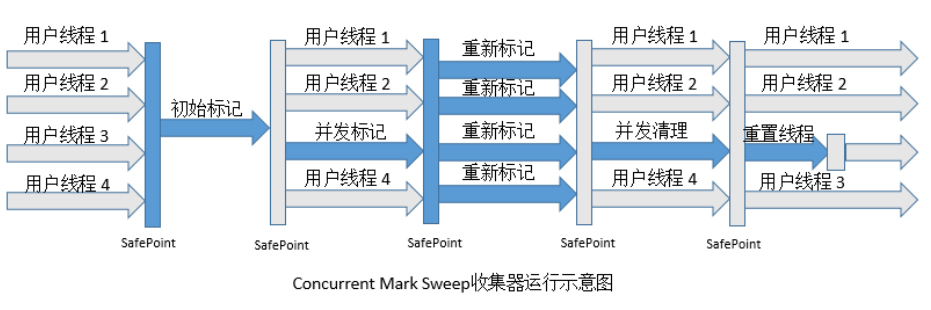 用户线程 1
用户线程 2
用户线程 3
用户线程 4
SafePoint
初始标记
SafePoint
用户线程 1
用户线程 2
并发标记
用户线程 4
SafePoint
重新标记
重新标记
重新标记
重新标记
SafePoint
用户线程 1
用户线程 2
并发清理
用户线程 4
SafePoint
用户线程 1
用户线程 2
重置线程
用户线程 3
Concurrent Mark Sweep收集器运行示意图